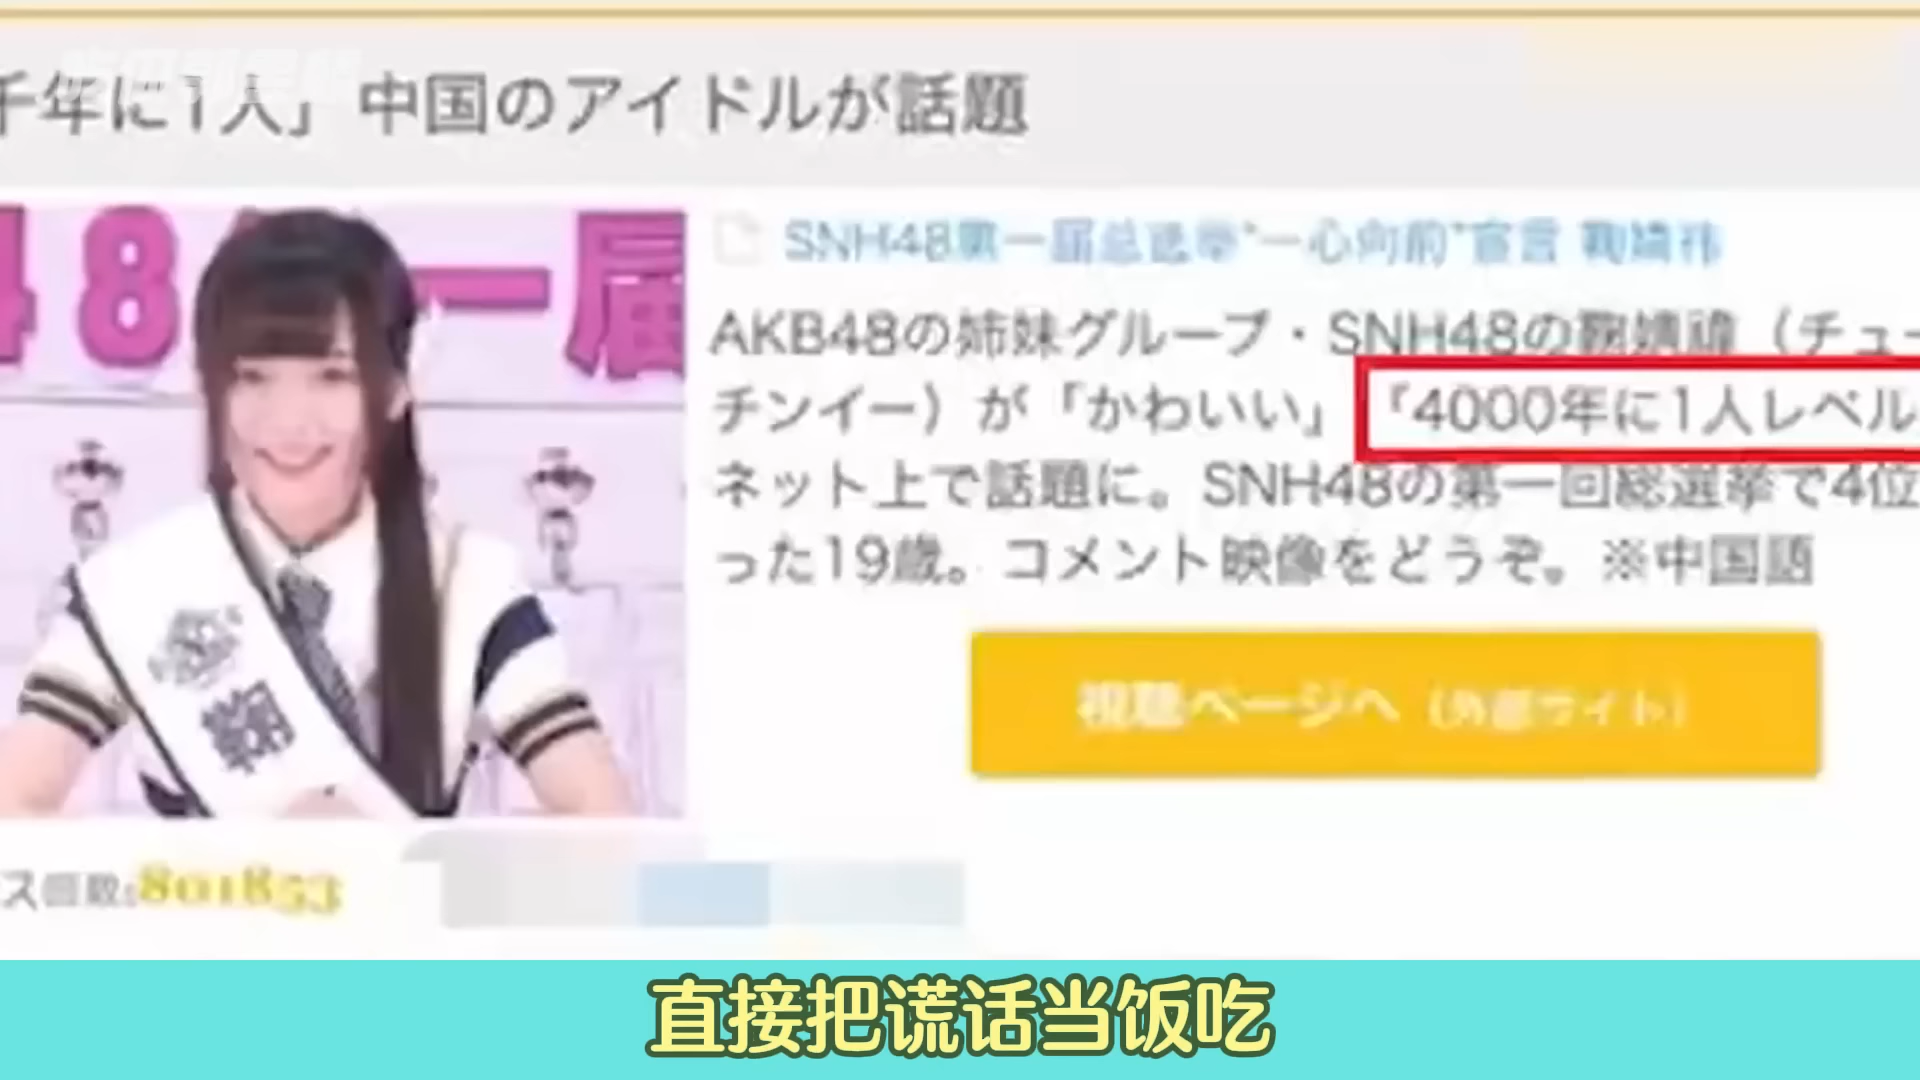 千年に1人」中国のアイドルが話題
48 一届
SNH48第一届总选举"一心向前"宣言 鞠婧祎
AKB48の姉妹グループ・SNH48の鞠婧禕（チュー
チンイー）が「かわいい」『4000年に1人レベル
ネット上で話題に。SNH48の第一回総選挙で4位
った19歳。コメント映像をどうぞ。※中国語
鞠
視聴ページへ（外部サイト）
ス回数:801853
直接把谎话当饭吃